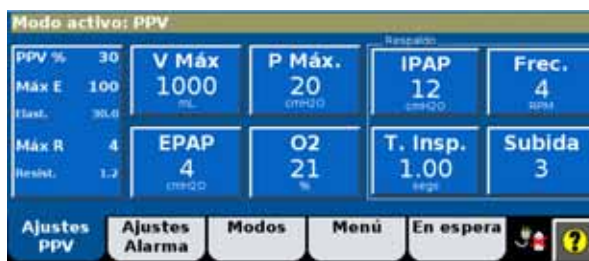 Modo activo: PPV
PPV % 30
Máx E 100
Elast. 30.0
Máx R 4
Resist. 1.2
V Máx
1000
mL
P Máx.
20
cmH2O
Respaldo
IPAP
12
cmH2O
Frec.
4
RPM
EPAP
4
cmH2O
O2
21
%
T. Insp.
1.00
segs
Subida
3
Ajustes
PPV
Ajustes
Alarma
Modos
Menú
En espera
?